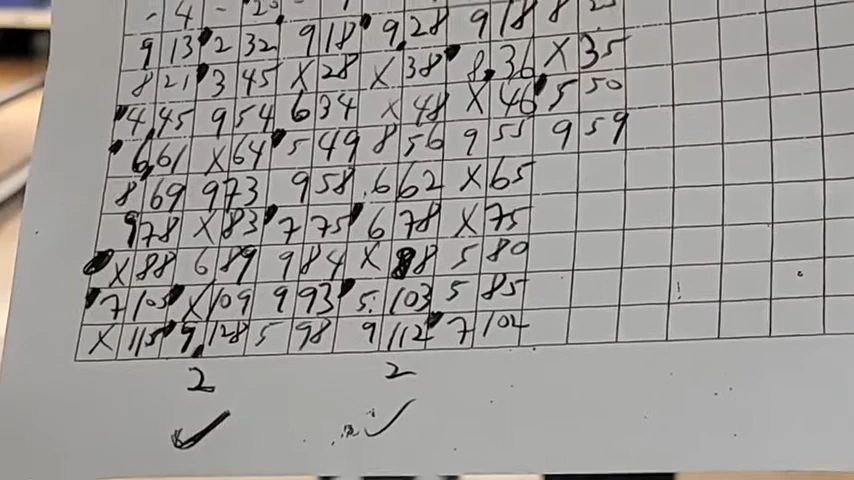 - 4 - 20
9 13 2 32 9 18 9 28 9 18 8
8 21 3 45 X 28 X 38 8 36 X 35
4 45 9 54 6 34 X 48 X 46 5 50
6 61 X 64 5 49 8 56 9 55 9 59
8 69 9 73 9 58 6 62 X 65
9 78 X 83 7 75 6 78 X 75
X 88 6 89 9 84 X 88 5 80
7 105 X 109 9 93 5 103 5 85
X 115 9 128 5 98 9 112 7 102
2 2